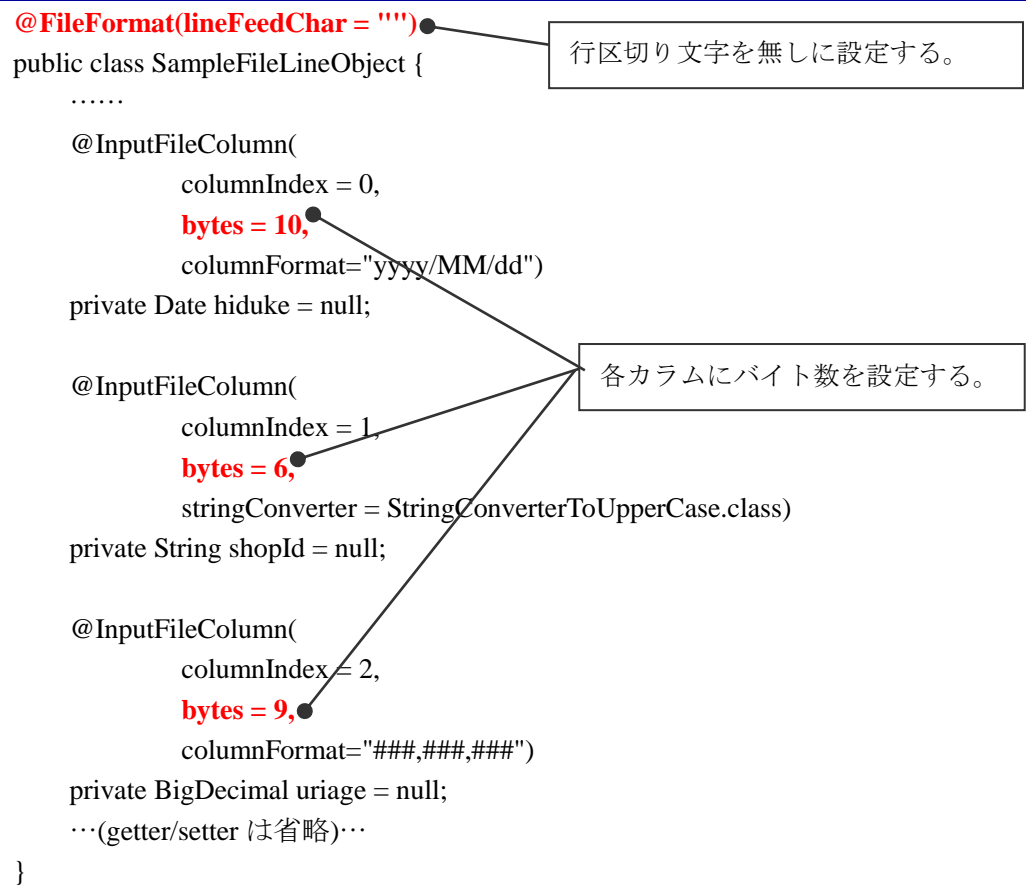 @FileFormat(lineFeedChar = "")
行区切り文字を無しに設定する。
public class SampleFileLineObject {
……
@InputFileColumn(
columnIndex = 0,
bytes = 10,
columnFormat="yyyy/MM/dd")
private Date hiduke = null;
各カラムにバイト数を設定する。
@InputFileColumn(
columnIndex = 1,
bytes = 6,
stringConverter = StringConverterToUpperCase.class)
private String shopId = null;
@InputFileColumn(
columnIndex = 2,
bytes = 9,
columnFormat="###,###,###")
private BigDecimal uriage = null;
…(getter/setter は省略)…
}